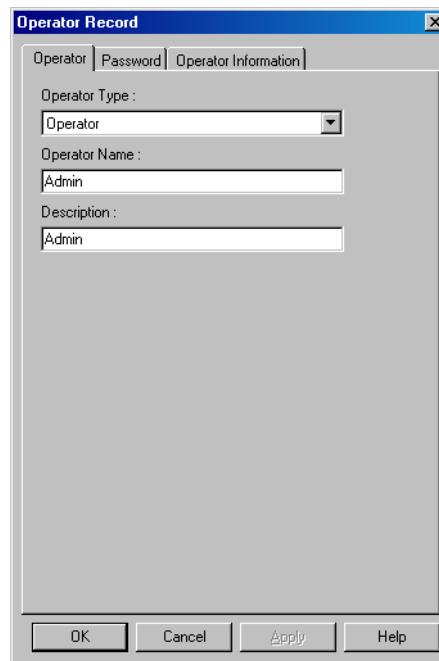 Operator Record
Operator Password Operator Information
Operator Type :
Operator
Operator Name :
Admin
Description :
Admin
OK Cancel Apply Help